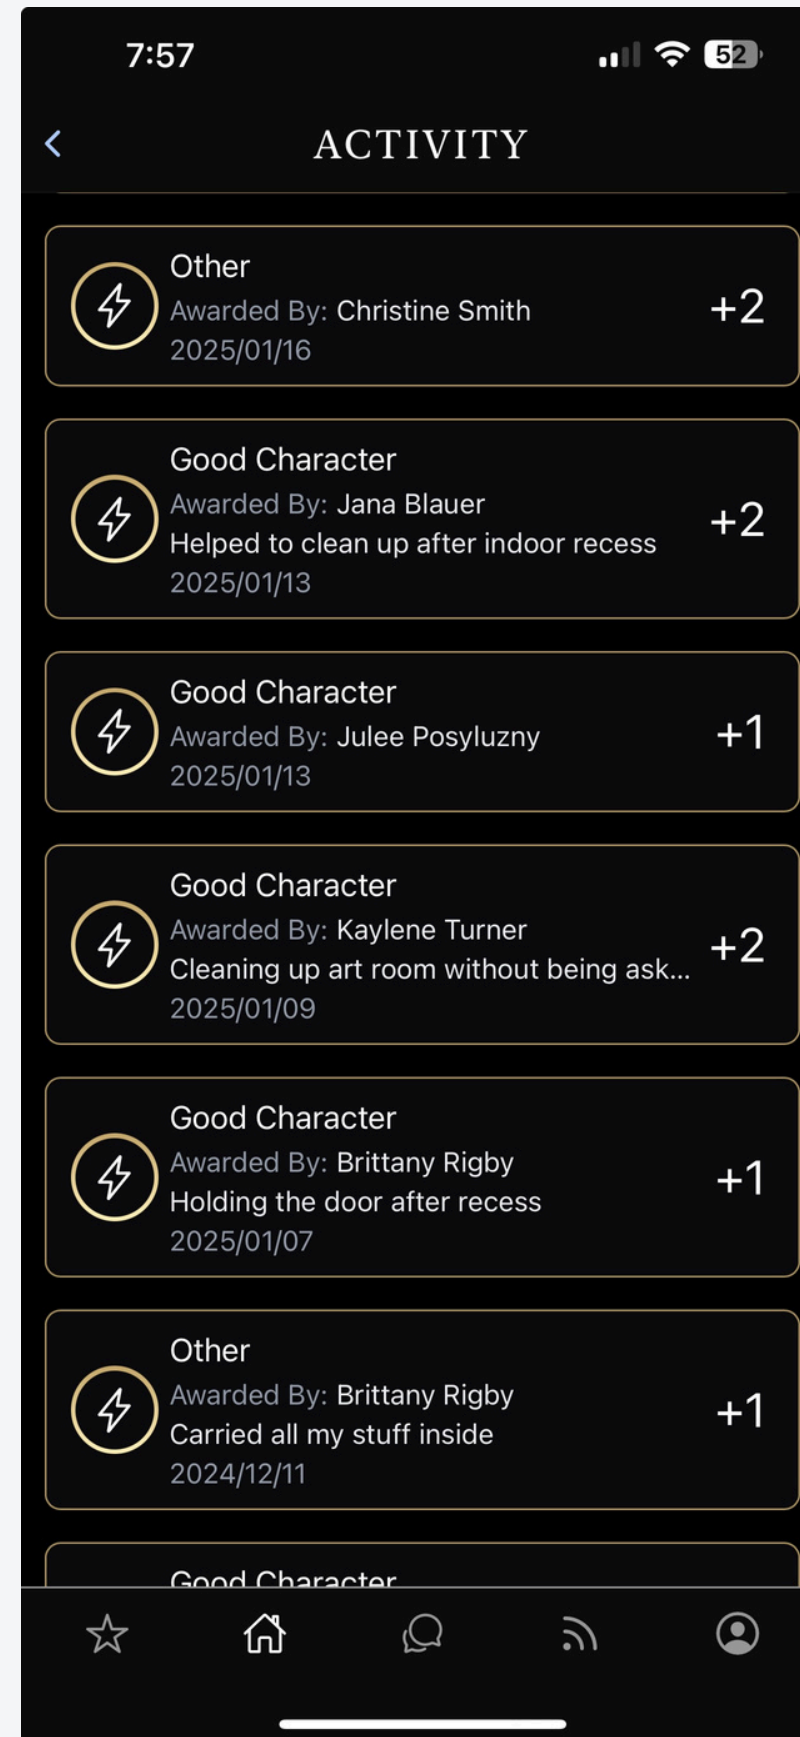 7:57
52
ACTIVITY
Other
Awarded By: Christine Smith
2025/01/16
+2
Good Character
Awarded By: Jana Blauer
Helped to clean up after indoor recess
2025/01/13
+2
Good Character
Awarded By: Julee Posyluzny
2025/01/13
+1
Good Character
Awarded By: Kaylene Turner
Cleaning up art room without being ask...
2025/01/09
+2
Good Character
Awarded By: Brittany Rigby
Holding the door after recess
2025/01/07
+1
Other
Awarded By: Brittany Rigby
Carried all my stuff inside
2024/12/11
+1
Good Character